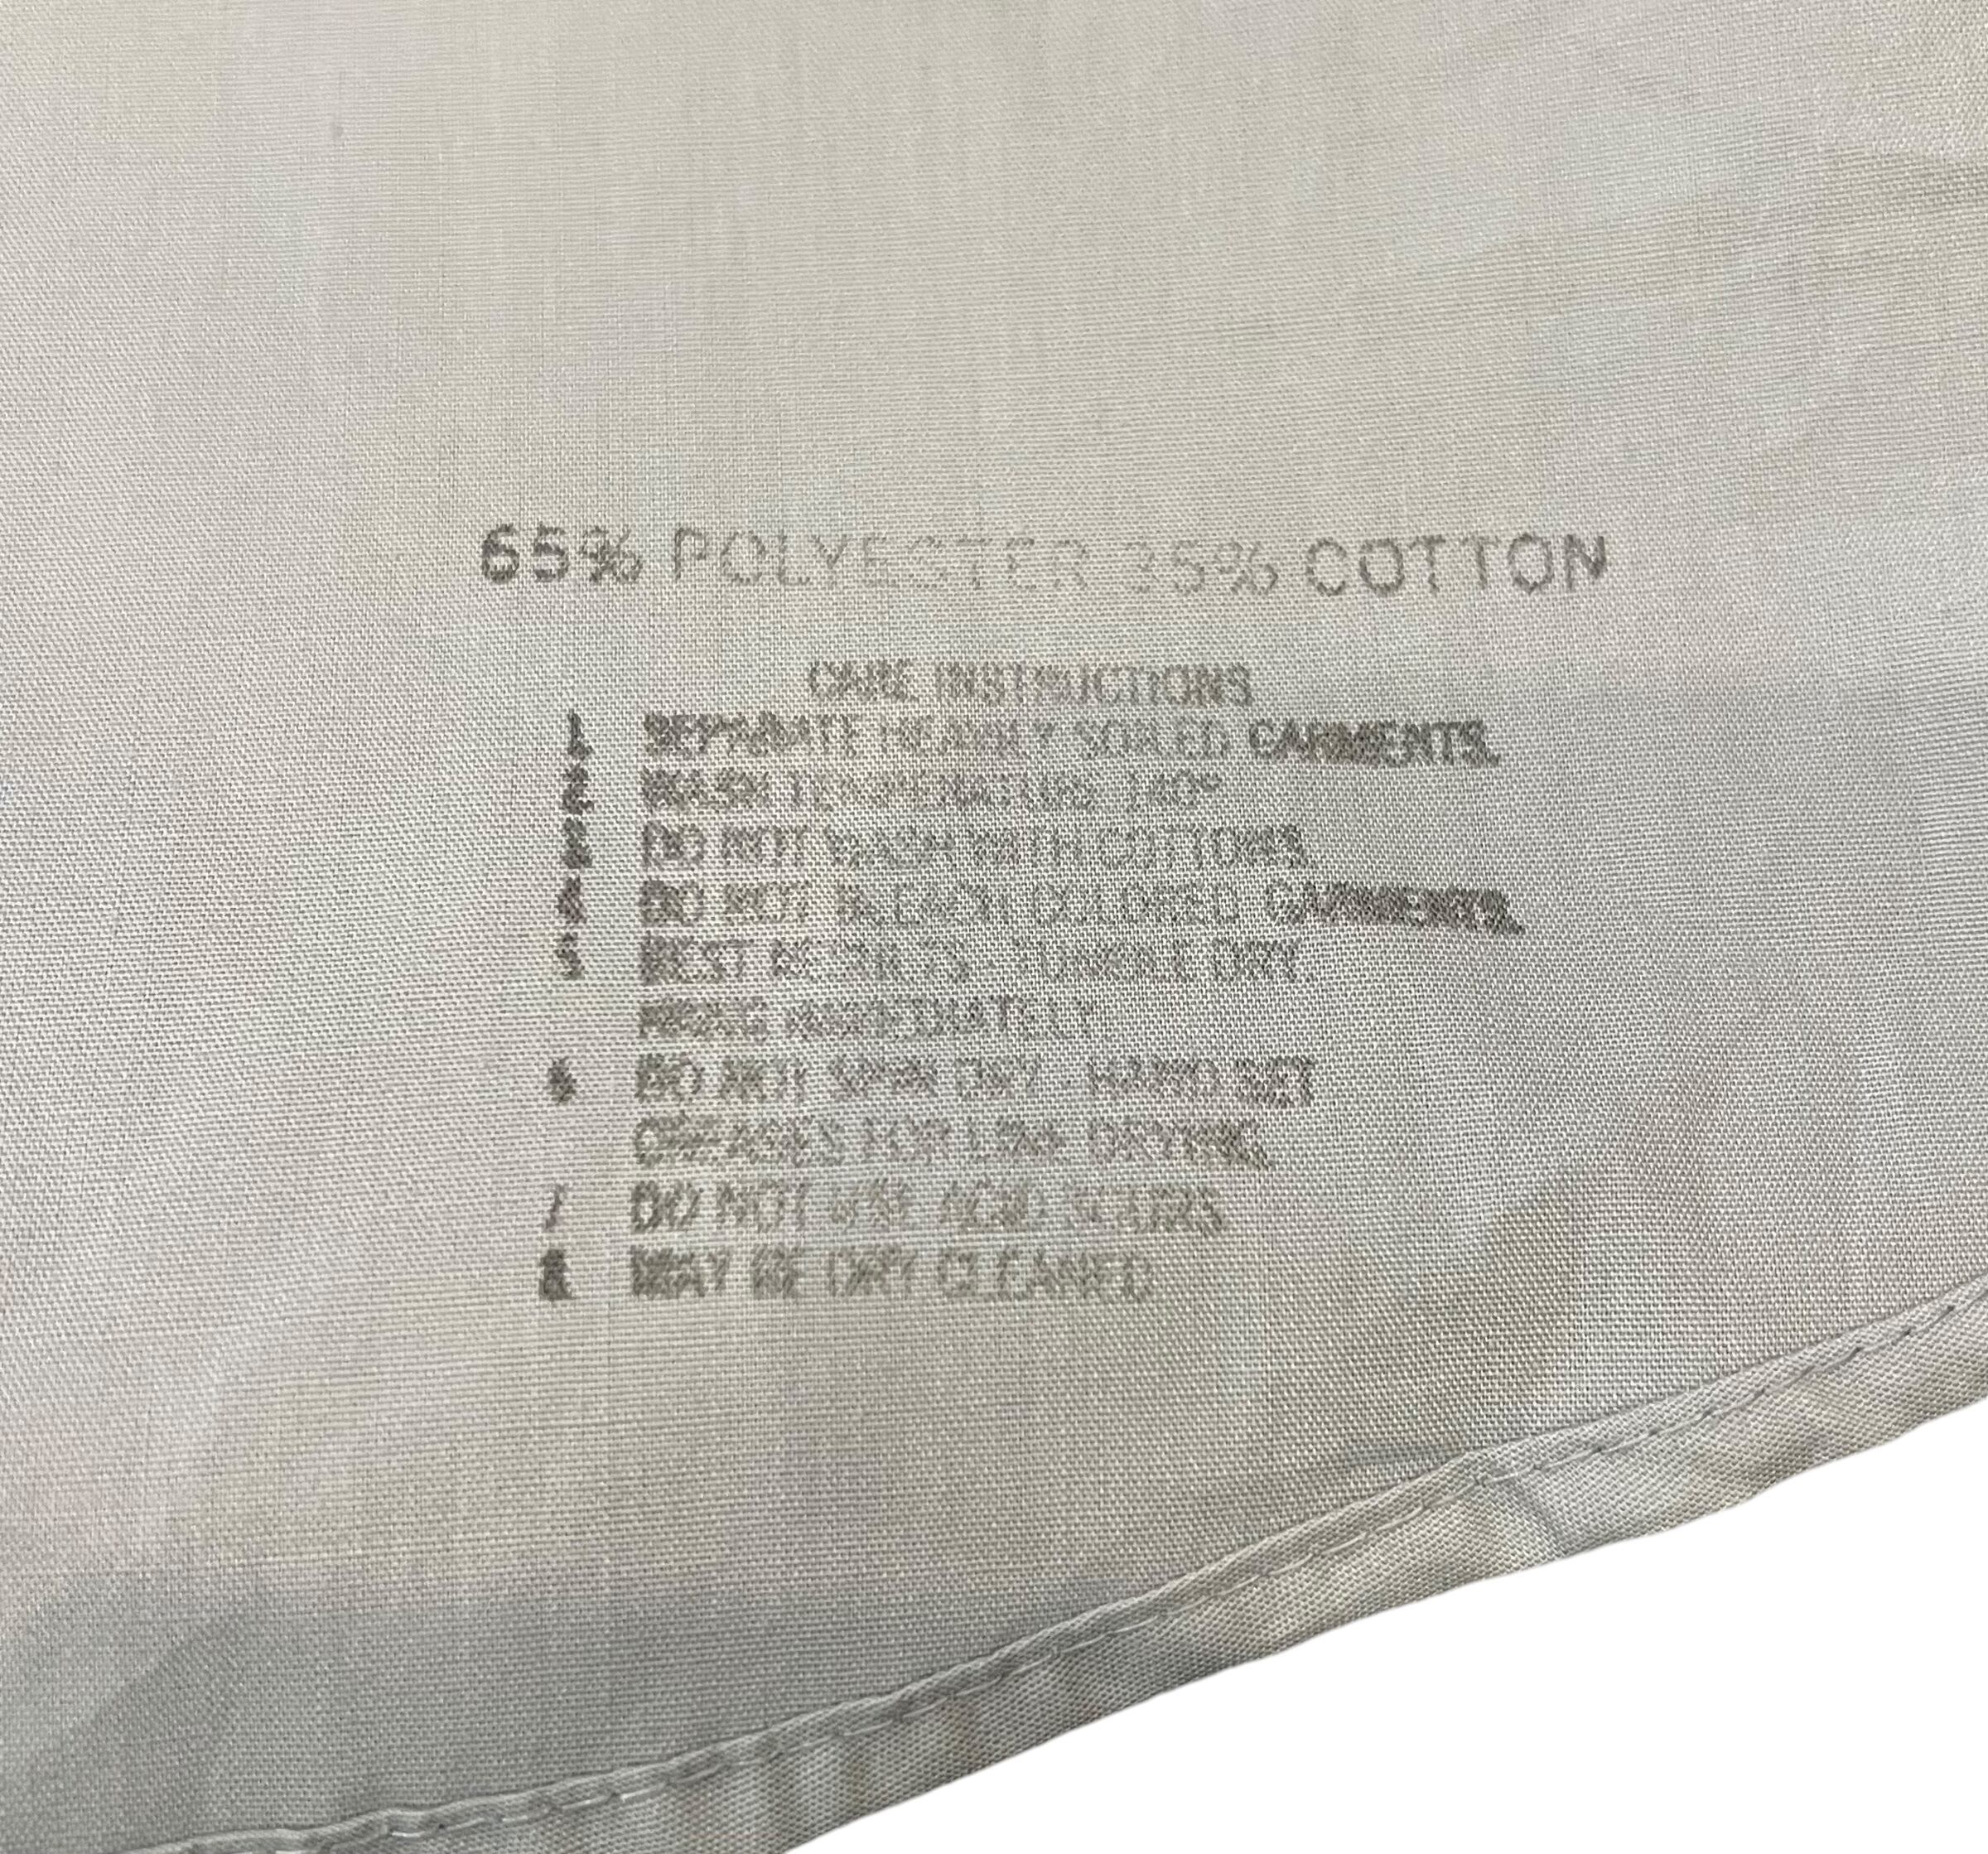 65% POLYESTER 35% COTTON
CARE INSTRUCTIONS
1 SEPARATE HEAVILY SOILED GARMENTS.
2 WASH TEMPERATURE 140°
3 DO NOT WASH WITH COTTONS
4 DO NOT BLEACH COLORED GARMENTS.
5 BEST RESULTS - TUMBLE DRY.
HANG IMMEDIATELY
6 DO NOT SPIN DRY - HAND SET
CREASES FOR LINE DRYING.
7 DO NOT USE ACID SOURS
8 MAY BE DRY CLEANED